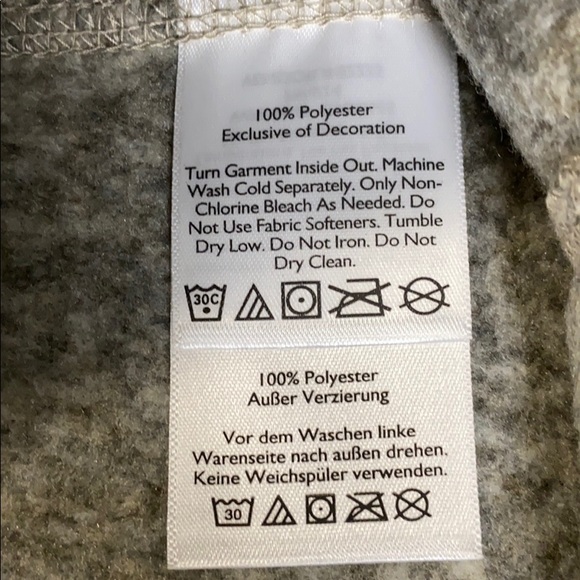 100% Polyester
Exclusive of Decoration
Turn Garment Inside Out. Machine
Wash Cold Separately. Only Non-
Chlorine Bleach As Needed. Do
Not Use Fabric Softeners. Tumble
Dry Low. Do Not Iron. Do Not
Dry Clean.
30C
100% Polyester
Außer Verzierung
Vor dem Waschen linke
Warenseite nach außen drehen.
Keine Weichspüler verwenden.
30